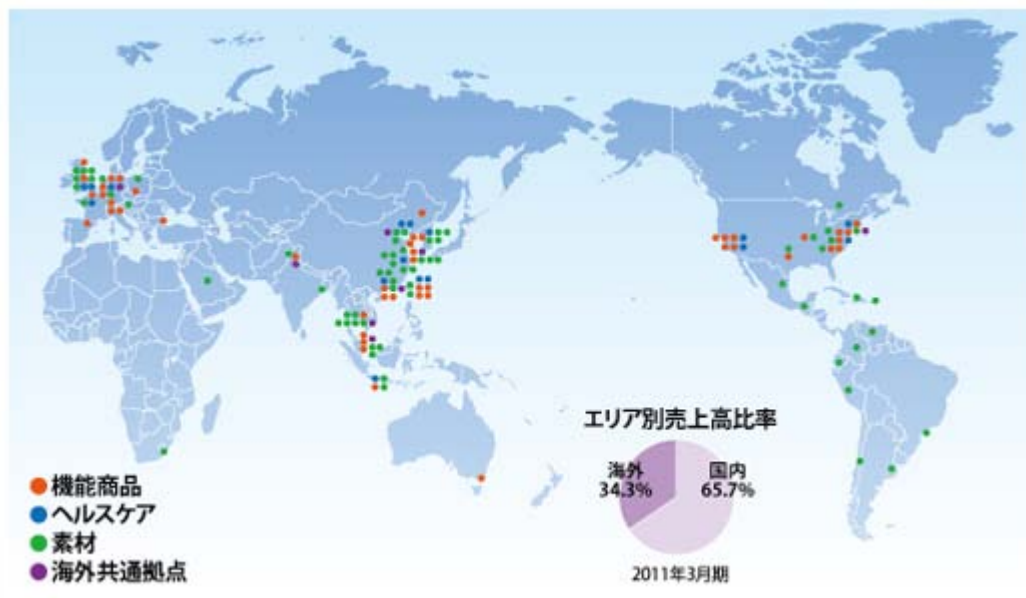 エリア別売上高比率
海外
34.3%
国内
65.7%
2011年3月期
機能商品
ヘルスケア
素材
海外共通拠点